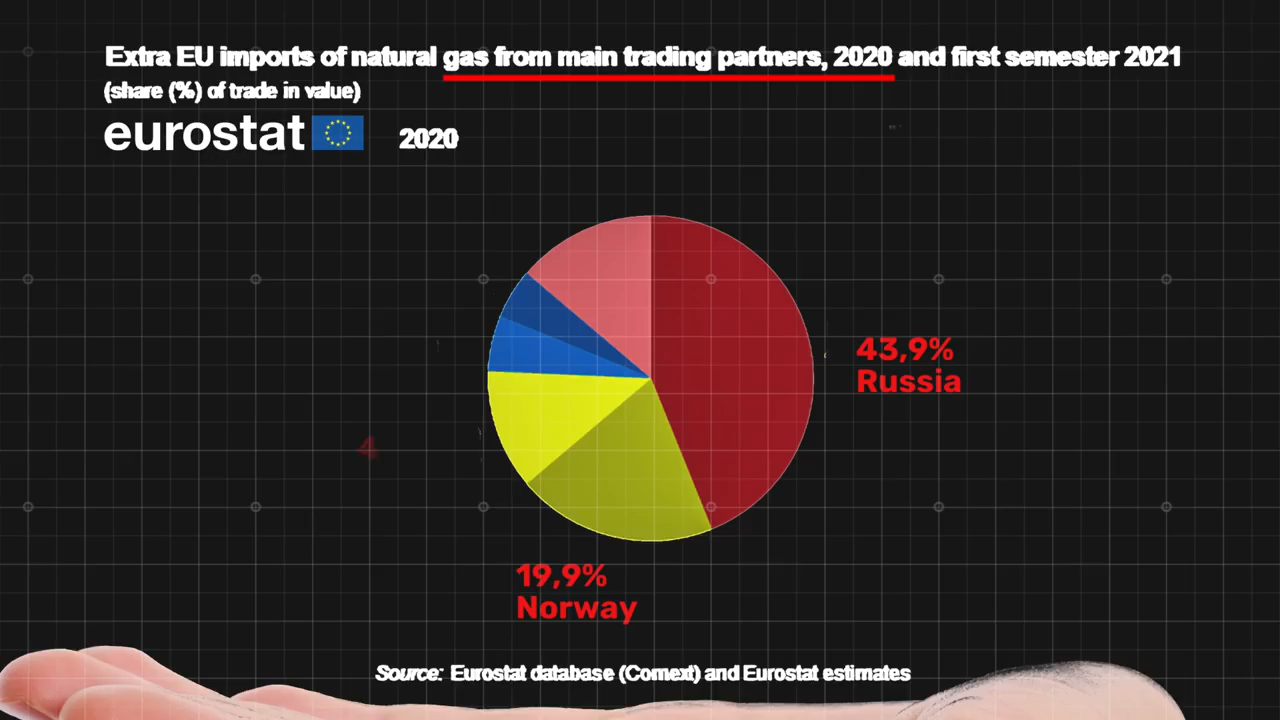 Extra EU imports of natural gas from main trading partners, 2020 and first semester 2021
(share (%) of trade in value)
eurostat
2020
43,9%
Russia
4
19,9%
Norway
Source: Eurostat database (Comext) and Eurostat estimates